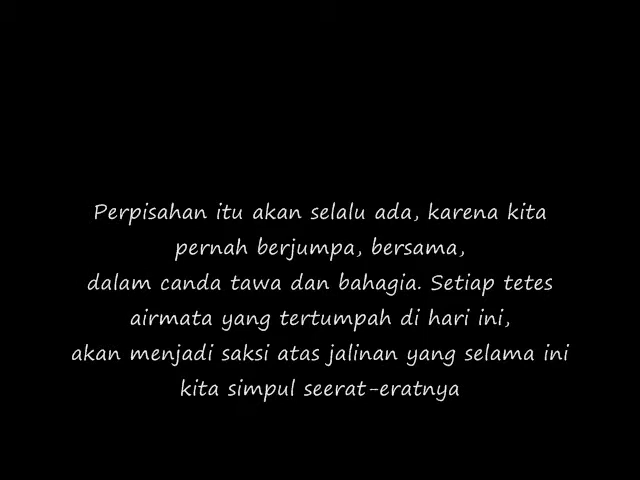 Perpisahan itu akan selalu ada, karena kita
pernah berjumpa, bersama,
dalam canda tawa dan bahagia. Setiap tetes
airmata yang tertumpah di hari ini,
akan menjadi saksi atas jalinan yang selama ini
kita simpul seerat-eratnya